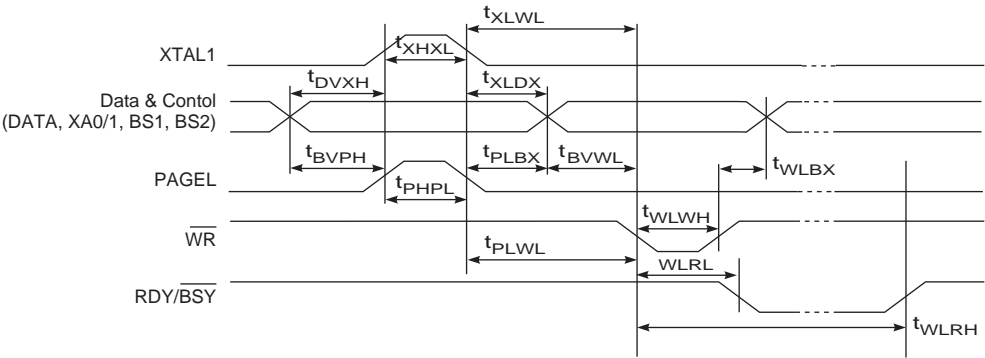 tXLWL
XTAL1
tXHXL
tDVXH
tXLDX
Data & Contol
(DATA, XA0/1, BS1, BS2)
tBVPH
tPLBX
tBVWL
tWLBX
PAGEL
tPHPL
tWLWH
WR
tPLWL
WLRL
RDY/BSY
tWLRH